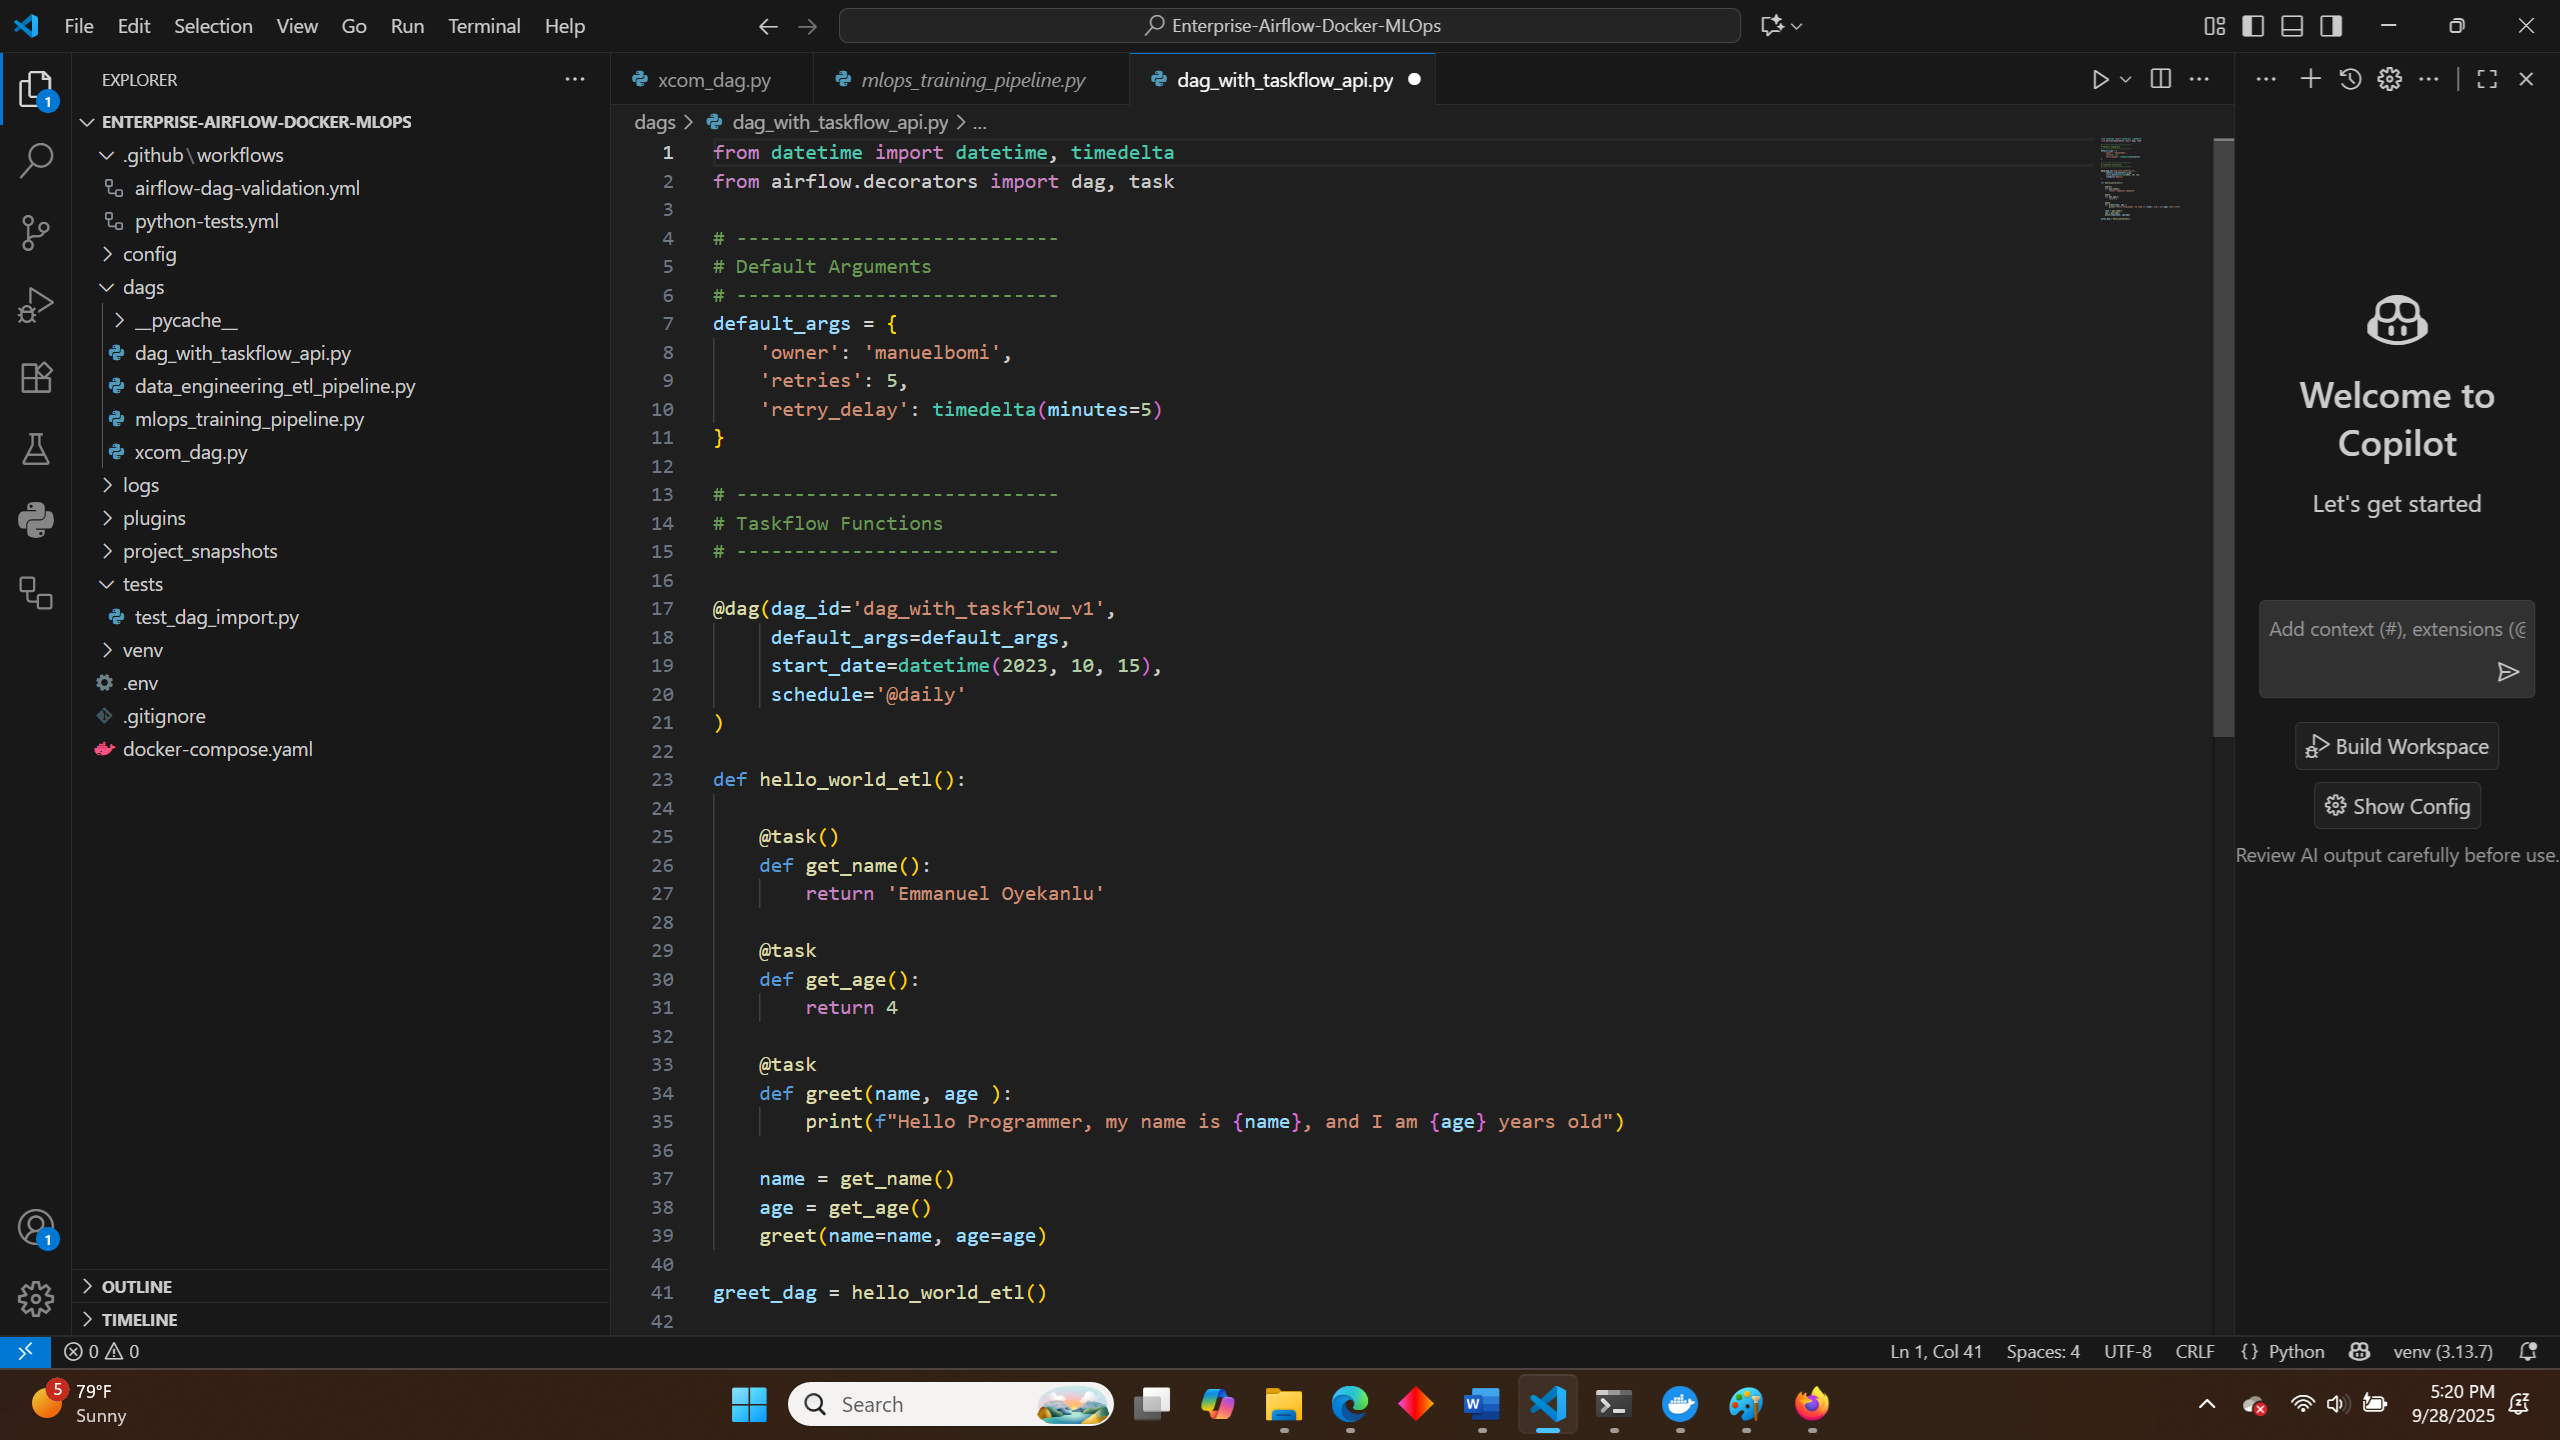 File Edit Selection View Go Run Terminal Help
Enterprise-Airflow-Docker-MLOps
EXPLORER
ENTERPRISE-AIRFLOW-DOCKER-MLOPS
.github\workflows
airflow-dag-validation.yml
python-tests.yml
config
dags
__pycache__
dag_with_taskflow_api.py
data_engineering_etl_pipeline.py
mlops_training_pipeline.py
xcom_dag.py
logs
plugins
project_snapshots
tests
test_dag_import.py
venv
.env
.gitignore
docker-compose.yaml
OUTLINE
TIMELINE
1
1
xcom_dag.py mlops_training_pipeline.py dag_with_taskflow_api.py
dags > dag_with_taskflow_api.py > ...
1 from datetime import datetime, timedelta
2 from airflow.decorators import dag, task
3
4 # ----------------------------
5 # Default Arguments
6 # ----------------------------
7 default_args = {
8 'owner': 'manuelbomi',
9 'retries': 5,
10 'retry_delay': timedelta(minutes=5)
11 }
12
13 # ----------------------------
14 # Taskflow Functions
15 # ----------------------------
16
17 @dag(dag_id='dag_with_taskflow_v1',
18 default_args=default_args,
19 start_date=datetime(2023, 10, 15),
20 schedule='@daily'
21 )
22
23 def hello_world_etl():
24
25 @task()
26 def get_name():
27 return 'Emmanuel Oyekanlu'
28
29 @task
30 def get_age():
31 return 4
32
33 @task
34 def greet(name, age ):
35 print(f"Hello Programmer, my name is {name}, and I am {age} years old")
36
37 name = get_name()
38 age = get_age()
39 greet(name=name, age=age)
40
41 greet_dag = hello_world_etl()
42
Welcome to
Copilot
Let's get started
Add context (#), extensions (@
Build Workspace
Show Config
Review AI output carefully before use.
0 0
Ln 1, Col 41 Spaces: 4 UTF-8 CRLF {} Python venv (3.13.7)
5
79°F
Sunny
Search
5:20 PM
9/28/2025